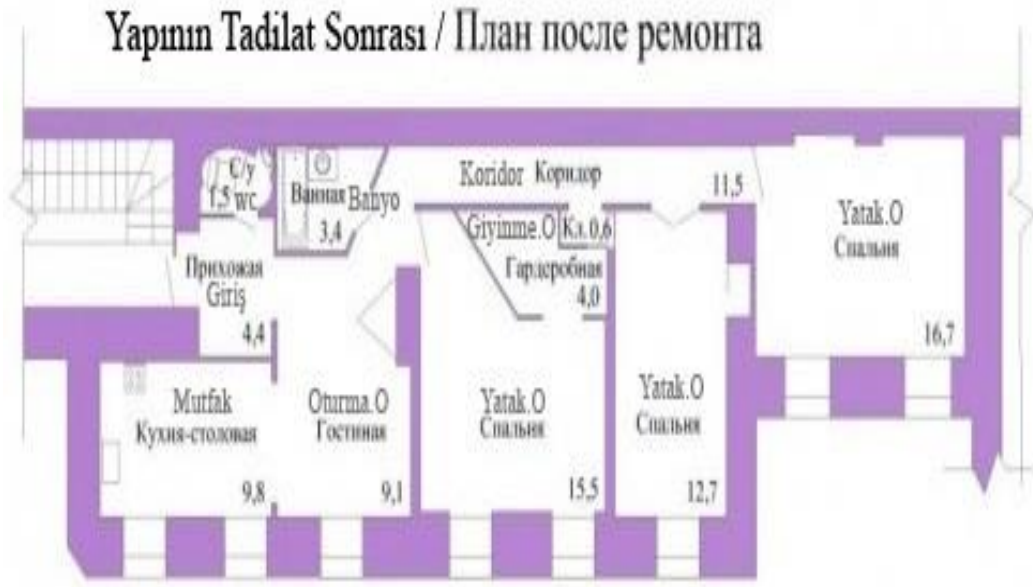 Yapının Tadilat Sonrası / План после ремонта
С/у
1,5 wc
Ванная Banyo
3,4
Koridor Коридор
11,5
Yatak.O
Спальня
16,7
Giyinme.O
Кл.0,6
Гардеробная
4,0
Прихожая
Giriş
4,4
Mutfak
Кухня-столовая
9,8
Oturma.O
Гостиная
9,1
Yatak.O
Спальня
15,5
Yatak.O
Спальня
12,7